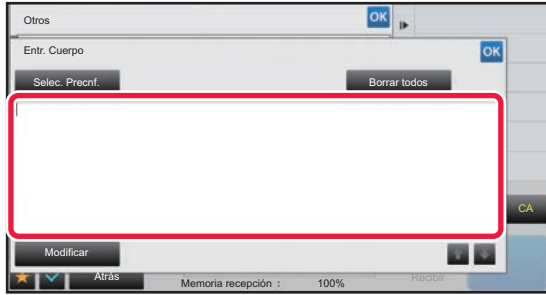 Otros
OK
Entr. Cuerpo
OK
Selec. Precnf.
Borrar todos
CA
Modificar
Atrás
Memoria recepción :
100%
Recibir